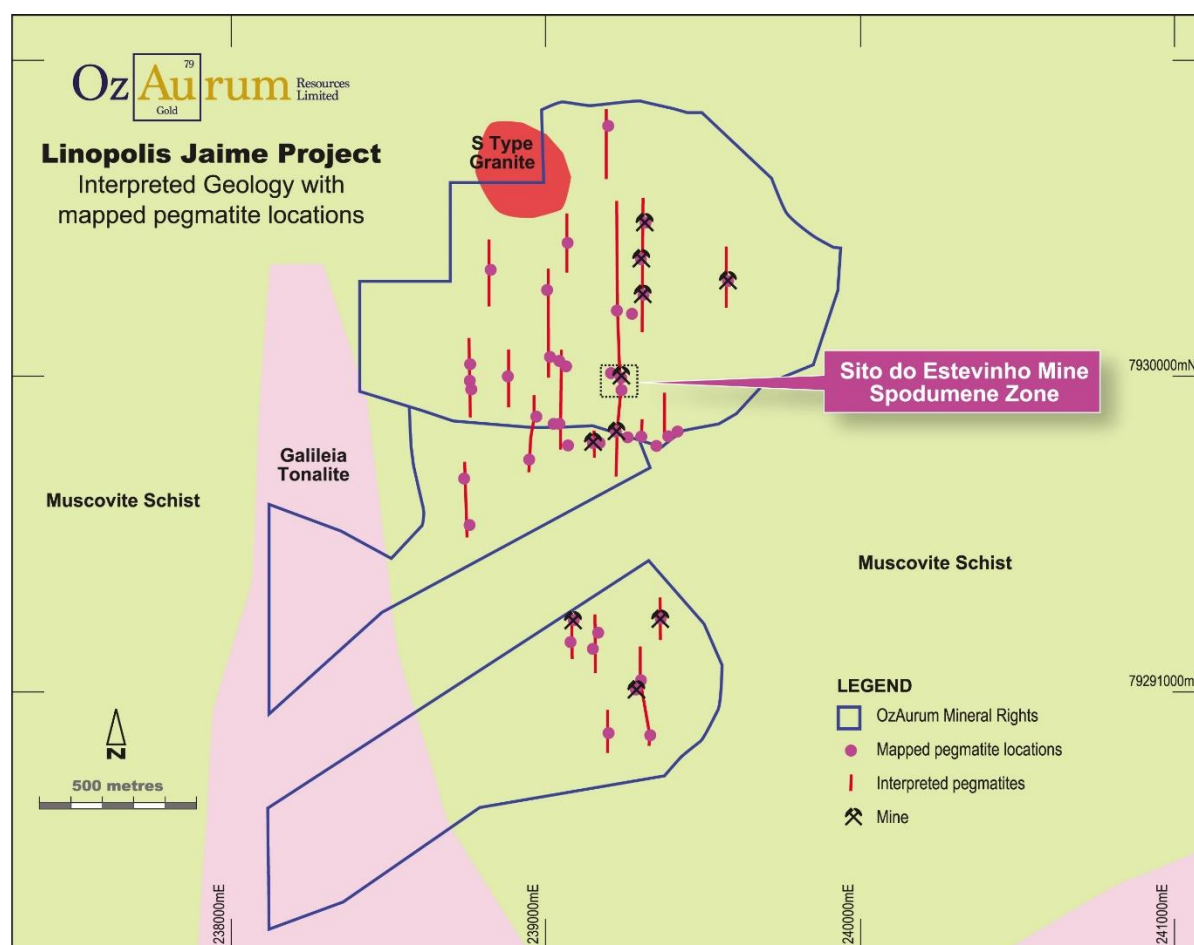 79
Oz Aurum Resources
Limited
Gold
Linopolis Jaime Project
Interpreted Geology with
mapped pegmatite locations
S Type
Granite
7930000mN
Sito do Estevinho Mine
Spodumene Zone
Galileia
Tonalite
Muscovite Schist
Muscovite Schist
79291000m
LEGEND
OzAurum Mineral Rights
Mapped pegmatite locations
Interpreted pegmatites
Mine
N
500 metres
238000mE
239000mE
240000mE
241000mE